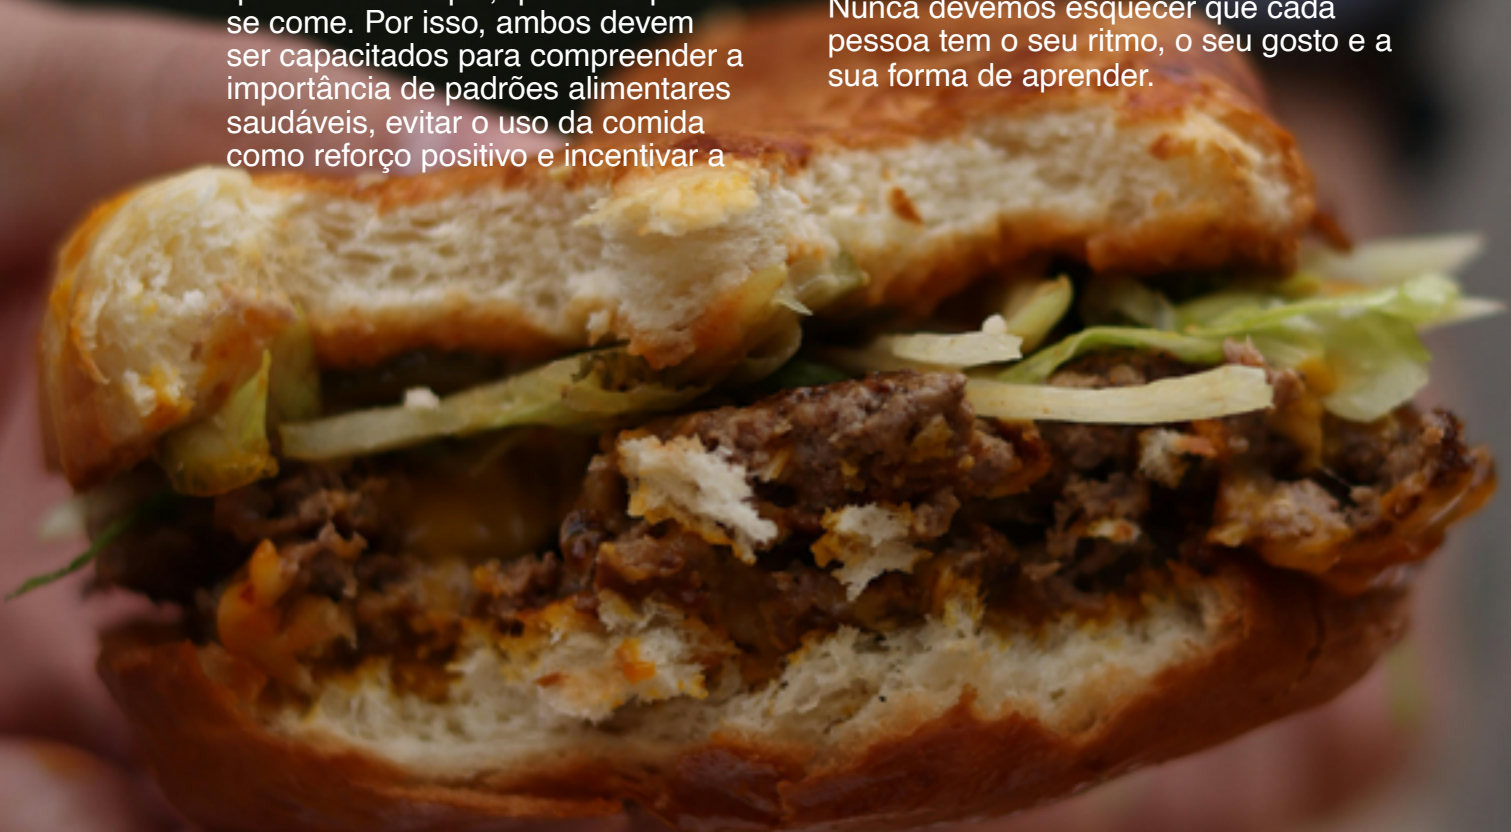 se come. Por isso, ambos devem
ser capacitados para compreender a
importância de padrões alimentares
saudáveis, evitar o uso da comida
como reforço positivo e incentivar a
Nunca devemos esquecer que cada
pessoa tem o seu ritmo, o seu gosto e a
sua forma de aprender.